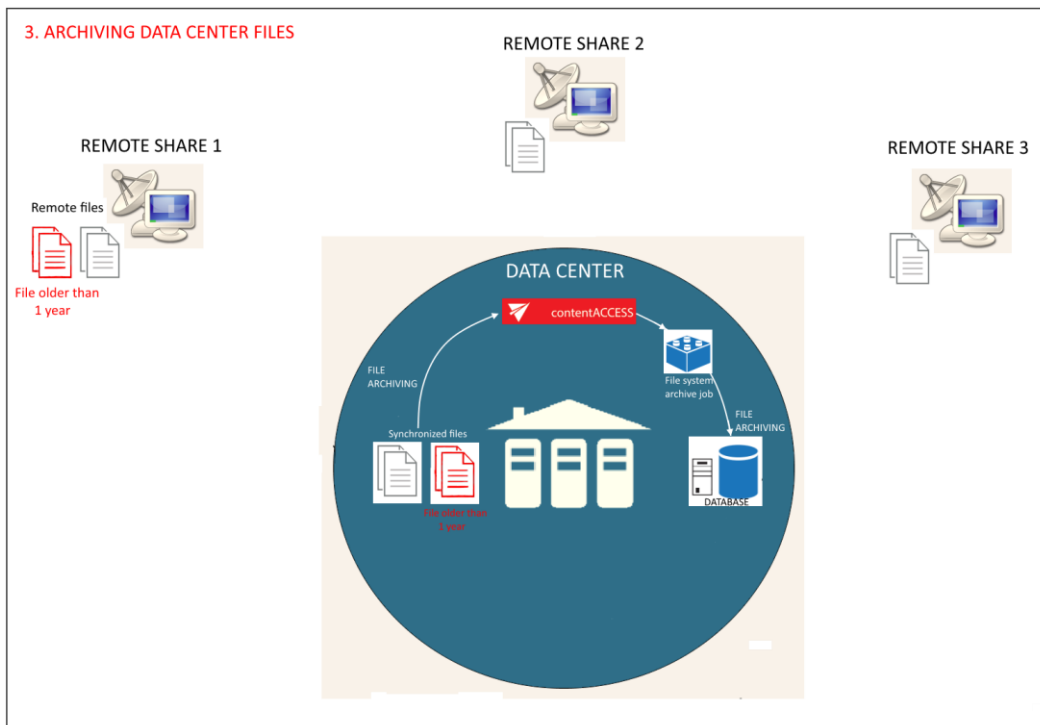 3. ARCHIVING DATA CENTER FILES
REMOTE SHARE 2
REMOTE SHARE 1
REMOTE SHARE 3
Remote files
File older than
1 year
DATA CENTER
contentACCESS
FILE
ARCHIVING
File system
archive job
FILE
ARCHIVING
Synchronized files
File older than
1 year
DATABASE